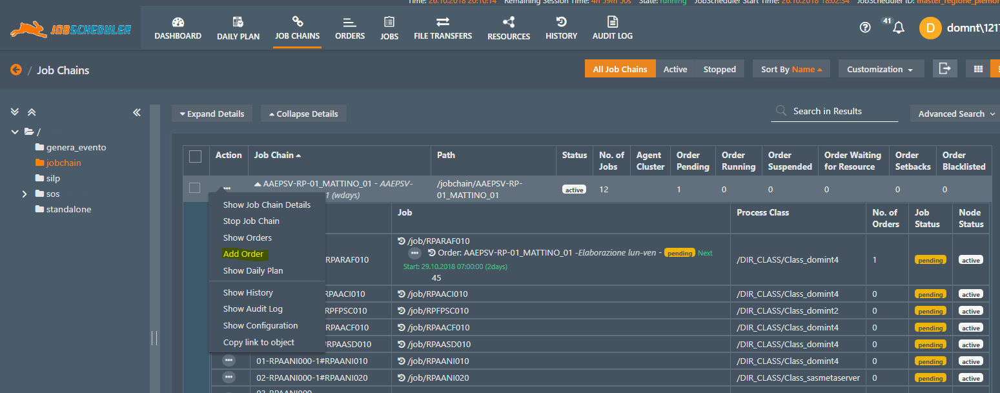 Time: 26.10.2018 20:10:14 Remaining Session Time: 4h 59m 50s State: running JobScheduler Start Time: 26.10.2018 18:02:34 JobScheduler ID:
JOBSCHEDULER
DASHBOARD DAILY PLAN JOB CHAINS ORDERS JOBS FILE TRANSFERS RESOURCES HISTORY AUDIT LOG
41 D domnt\1217
/ Job Chains
All Job Chains Active Stopped Sort By Name Customization
Expand Details Collapse Details Search in Results Advanced Search
/
genera_evento
jobchain
silp
sos
standalone
Action Job Chain Path Status No. of Jobs Agent Cluster Order Pending Order Running Order Suspended Order Waiting for Resource Order Setbacks Order Blacklisted
AAEPSV-RP-01_MATTINO_01 - AAEPSV-
1 (wdays)
/jobchain/AAEPSV-RP-
01_MATTINO_01
active 12 1 0 0 0 0 0
Show Job Chain Details
Stop Job Chain
Show Orders
Add Order
Show Daily Plan
Show History
Show Audit Log
Show Configuration
Copy link to object
Job Process Class No. of Orders Job Status Node Status
RPARAF010
/job/RPARAF010
Order: AAEPSV-RP-01_MATTINO_01 -Elaborazione lun-ven - pending Next
Start: 29.10.2018 07:00:00 (2days)
45
/DIR_CLASS/Class_domint4 1 pending active
RPAACI010 /job/RPAACI010 /DIR_CLASS/Class_domint4 0 pending active
RPFPSC010 /job/RPFPSC010 /DIR_CLASS/Class_domint2 0 pending active
RPAACF010 /job/RPAACF010 /DIR_CLASS/Class_domint4 0 pending active
#RPAASD010 /job/RPAASD010 /DIR_CLASS/Class_domint4 0 pending active
01-RPAANI000-1#RPAANI010 /job/RPAANI010 /DIR_CLASS/Class_domint4 0 pending active
02-RPAANI000-1#RPAANI020 /job/RPAANI020 /DIR_CLASS/Class_sasmetaserver 0 pending active
03-RPAANI000-